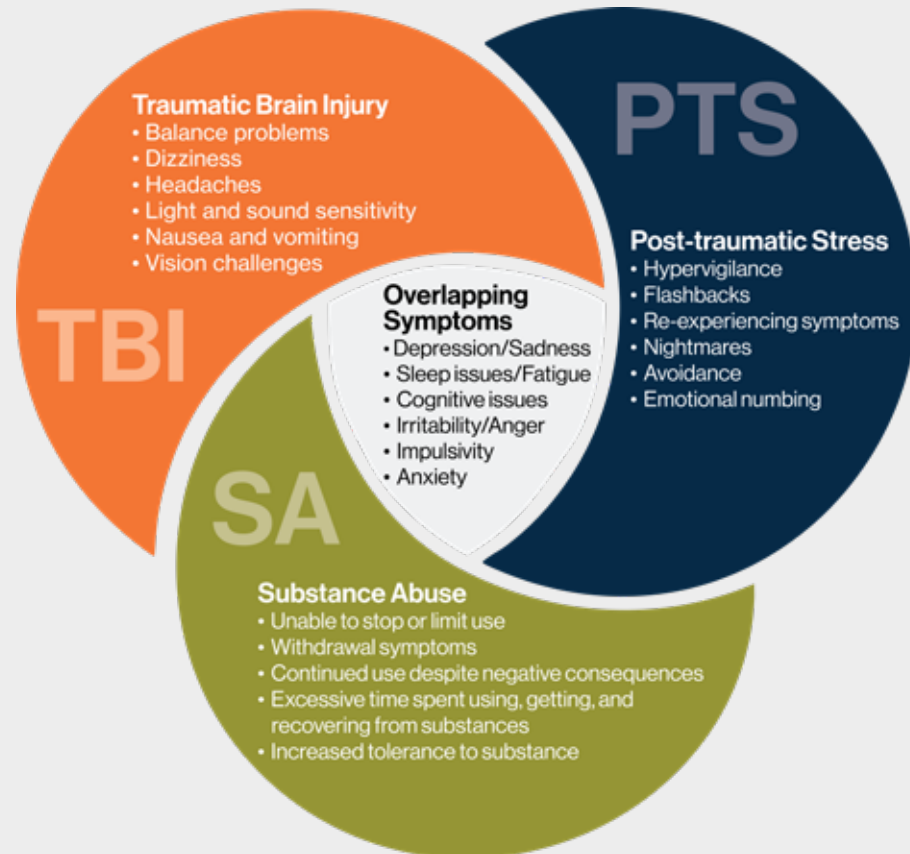 TBI
Traumatic Brain Injury
• Balance problems
• Dizziness
• Headaches
• Light and sound sensitivity
• Nausea and vomiting
• Vision challenges
PTS
Post-traumatic Stress
• Hypervigilance
• Flashbacks
• Re-experiencing symptoms
• Nightmares
• Avoidance
• Emotional numbing
Overlapping
Symptoms
• Depression/Sadness
• Sleep issues/Fatigue
• Cognitive issues
• Irritability/Anger
• Impulsivity
• Anxiety
SA
Substance Abuse
• Unable to stop or limit use
• Withdrawal symptoms
• Continued use despite negative consequences
• Excessive time spent using, getting, and
recovering from substances
• Increased tolerance to substance